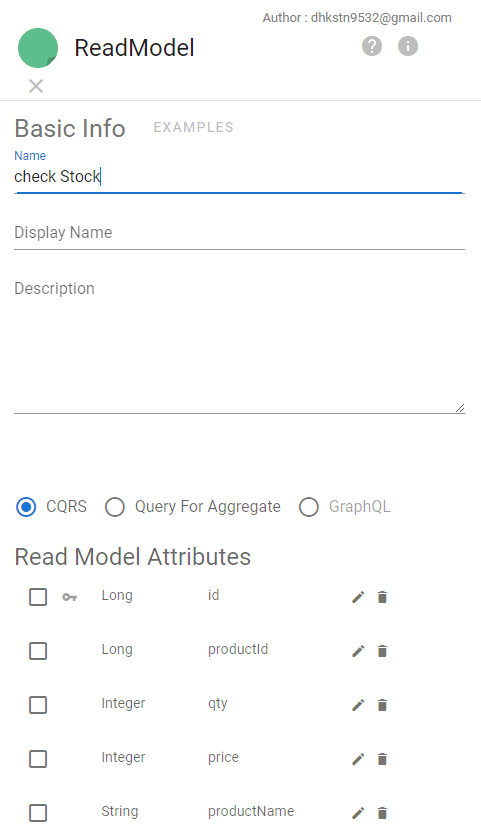 Author : dhkstn9532@gmail.com
ReadModel
Basic Info EXAMPLES
Name
check Stock
Display Name
Description
CQRS Query For Aggregate GraphQL
Read Model Attributes
Long id
Long productId
Integer qty
Integer price
String productName